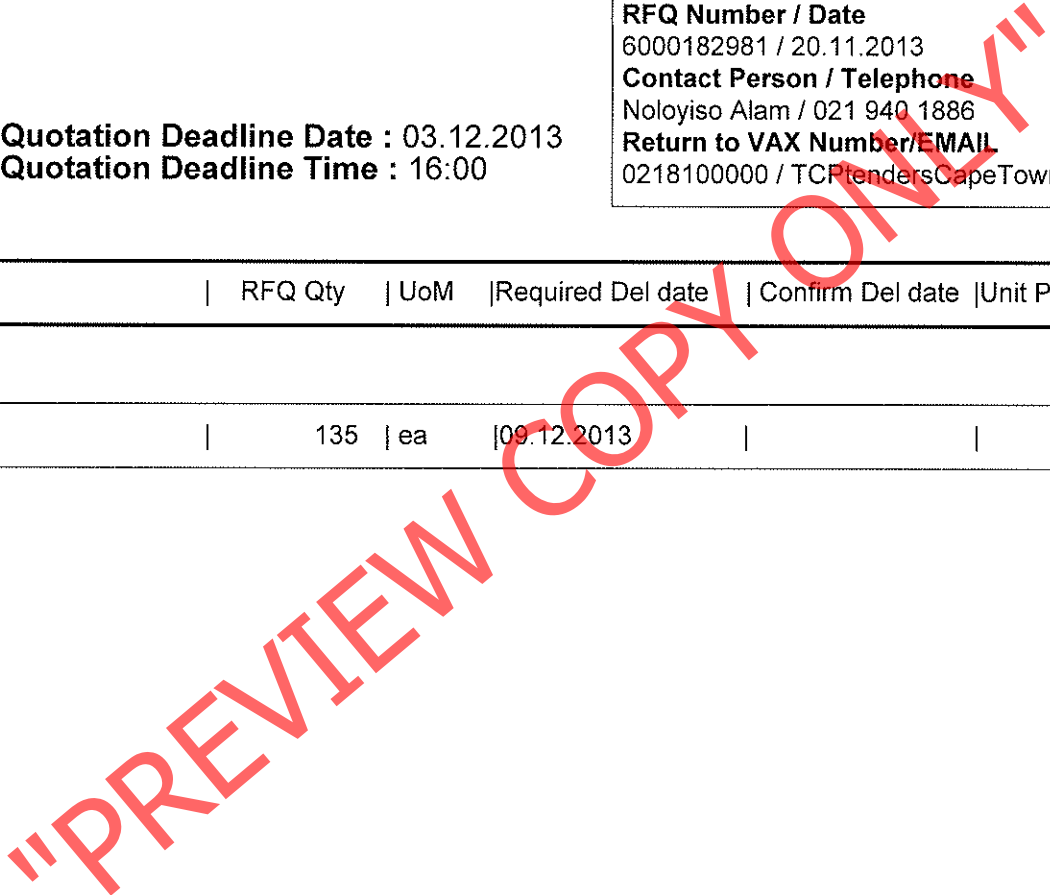 RFQ Number / Date
6000182981 / 20.11.2013
Contact Person / Telephone
Noloyiso Alam / 021 940 1886
Return to VAX Number/EMAIL
0218100000 / TCPtendersCapeTow
Quotation Deadline Date : 03.12.2013
Quotation Deadline Time : 16:00
| RFQ Qty | UoM |Required Del date | Confirm Del date |Unit P
| 135 | ea |09.12.2013 | |
"PREVIEW COPY ONLY"